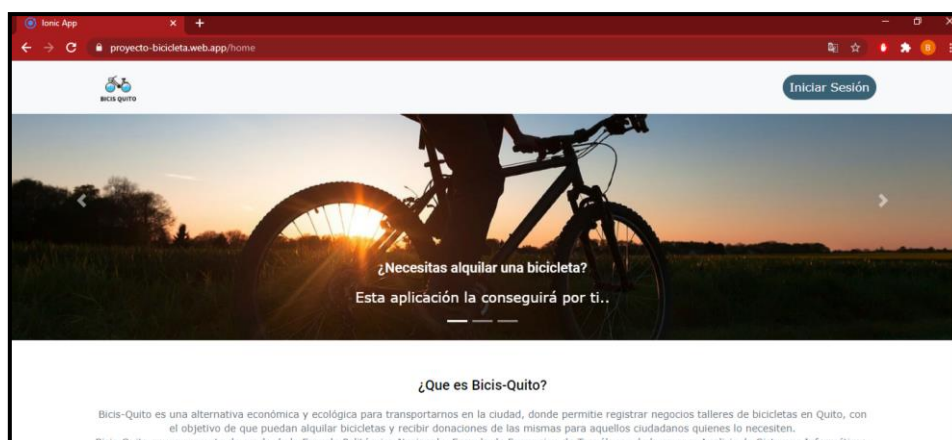 Ionic App
proyecto-bicicleta.web.app/home
B
BICIS QUITO
Iniciar Sesión
¿Necesitas alquilar una bicicleta?
Esta aplicación la conseguirá por ti..
¿Que es Bicis-Quito?
Bicis-Quito es una alternativa económica y ecológica para transportarnos en la ciudad, donde permitie registrar negocios talleres de bicicletas en Quito, con
el objetivo de que puedan alquilar bicicletas y recibir donaciones de las mismas para aquellos ciudadanos quienes lo necesiten.